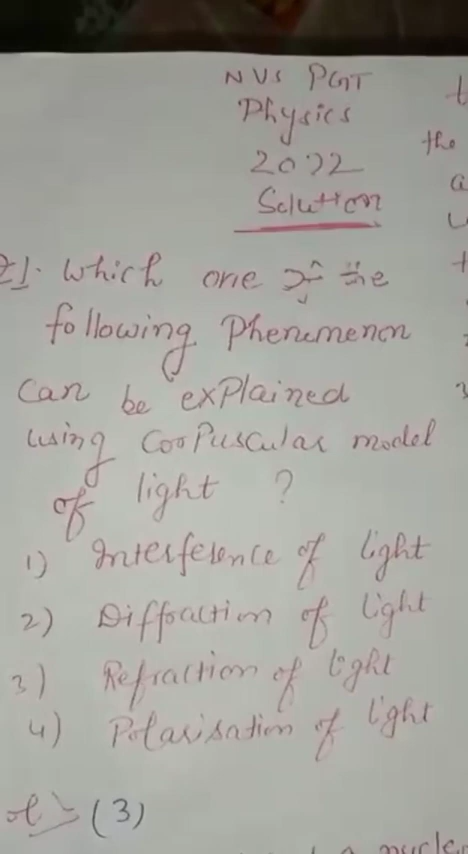 NVS PGT
Physics
2022
Solution
Q1. Which one of the
following Phenomenon
can be explained
using Corpuscular model
of light ?
1) Interference of light
2) Diffraction of light
3) Refraction of light
4) Polarisation of light
(3)
the